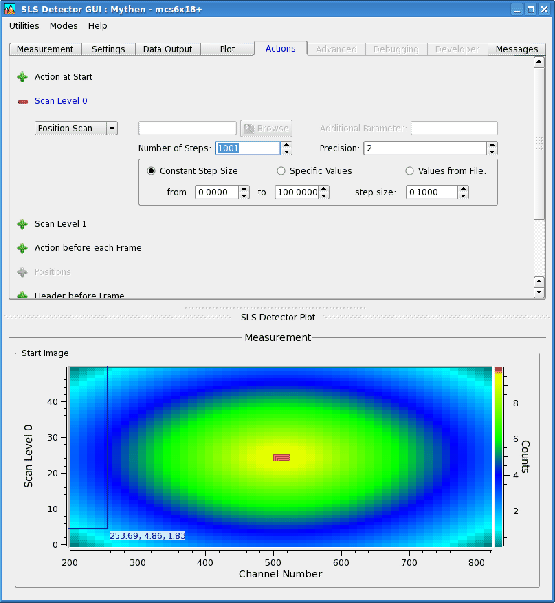 SLS Detector GUI : Mythen - mcs6x18+
Utilities Modes Help
Measurement Settings Data Output Plot Actions Advanced Debugging Developer Messages
Action at Start
Scan Level 0
Position Scan Browse Additional Parameter:
Number of Steps: 1001 Precision: 2
Constant Step Size Specific Values Values from File.
from 0.0000 to 100.0000 step size: 0.1000
Scan Level 1
Action before each Frame
Positions
Header before Frame
SLS Detector Plot
Measurement
Start Image
Scan Level 0
40
30
20
10
0
253.69, 4.86, 1.83
200 300 400 500 600 700 800
Channel Number
8
6
4
2
Counts